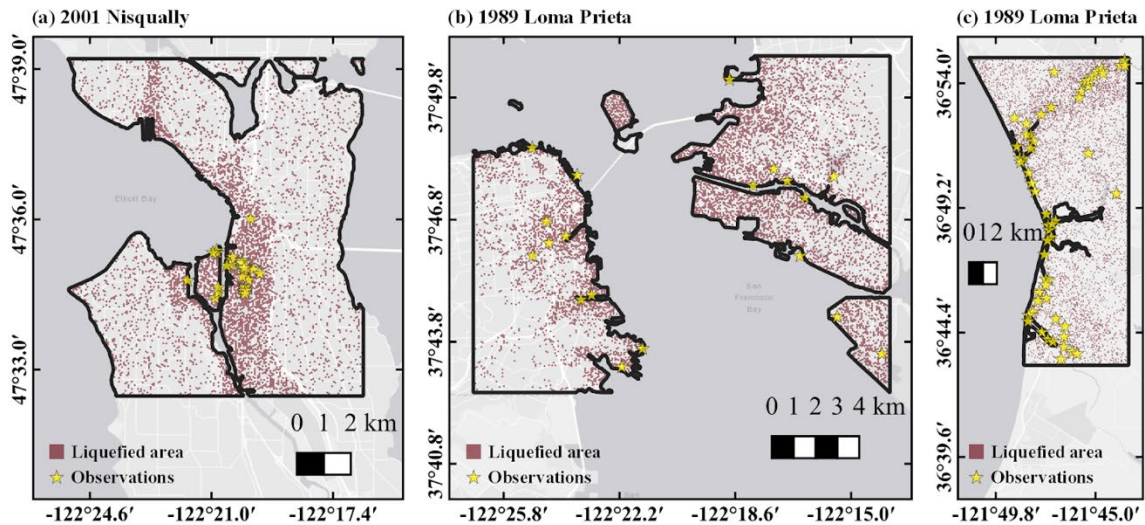 (a) 2001 Nisqually
47°39.0′
47°36.0′
47°33.0′
Elliott Bay
0 1 2 km
Liquefied area
Observations
-122°24.6′ -122°21.0′ -122°17.4′
(b) 1989 Loma Prieta
37°49.8′
37°46.8′
37°43.8′
37°40.8′
San
Francisco
Bay
0 1 2 3 4 km
Liquefied area
Observations
-122°25.8′ -122°22.2′ -122°18.6′ -122°15.0′
(c) 1989 Loma Prieta
36°54.0′
36°49.2′
36°44.4′
36°39.6′
012 km
Liquefied area
Observations
-121°49.8′ -121°45.0′